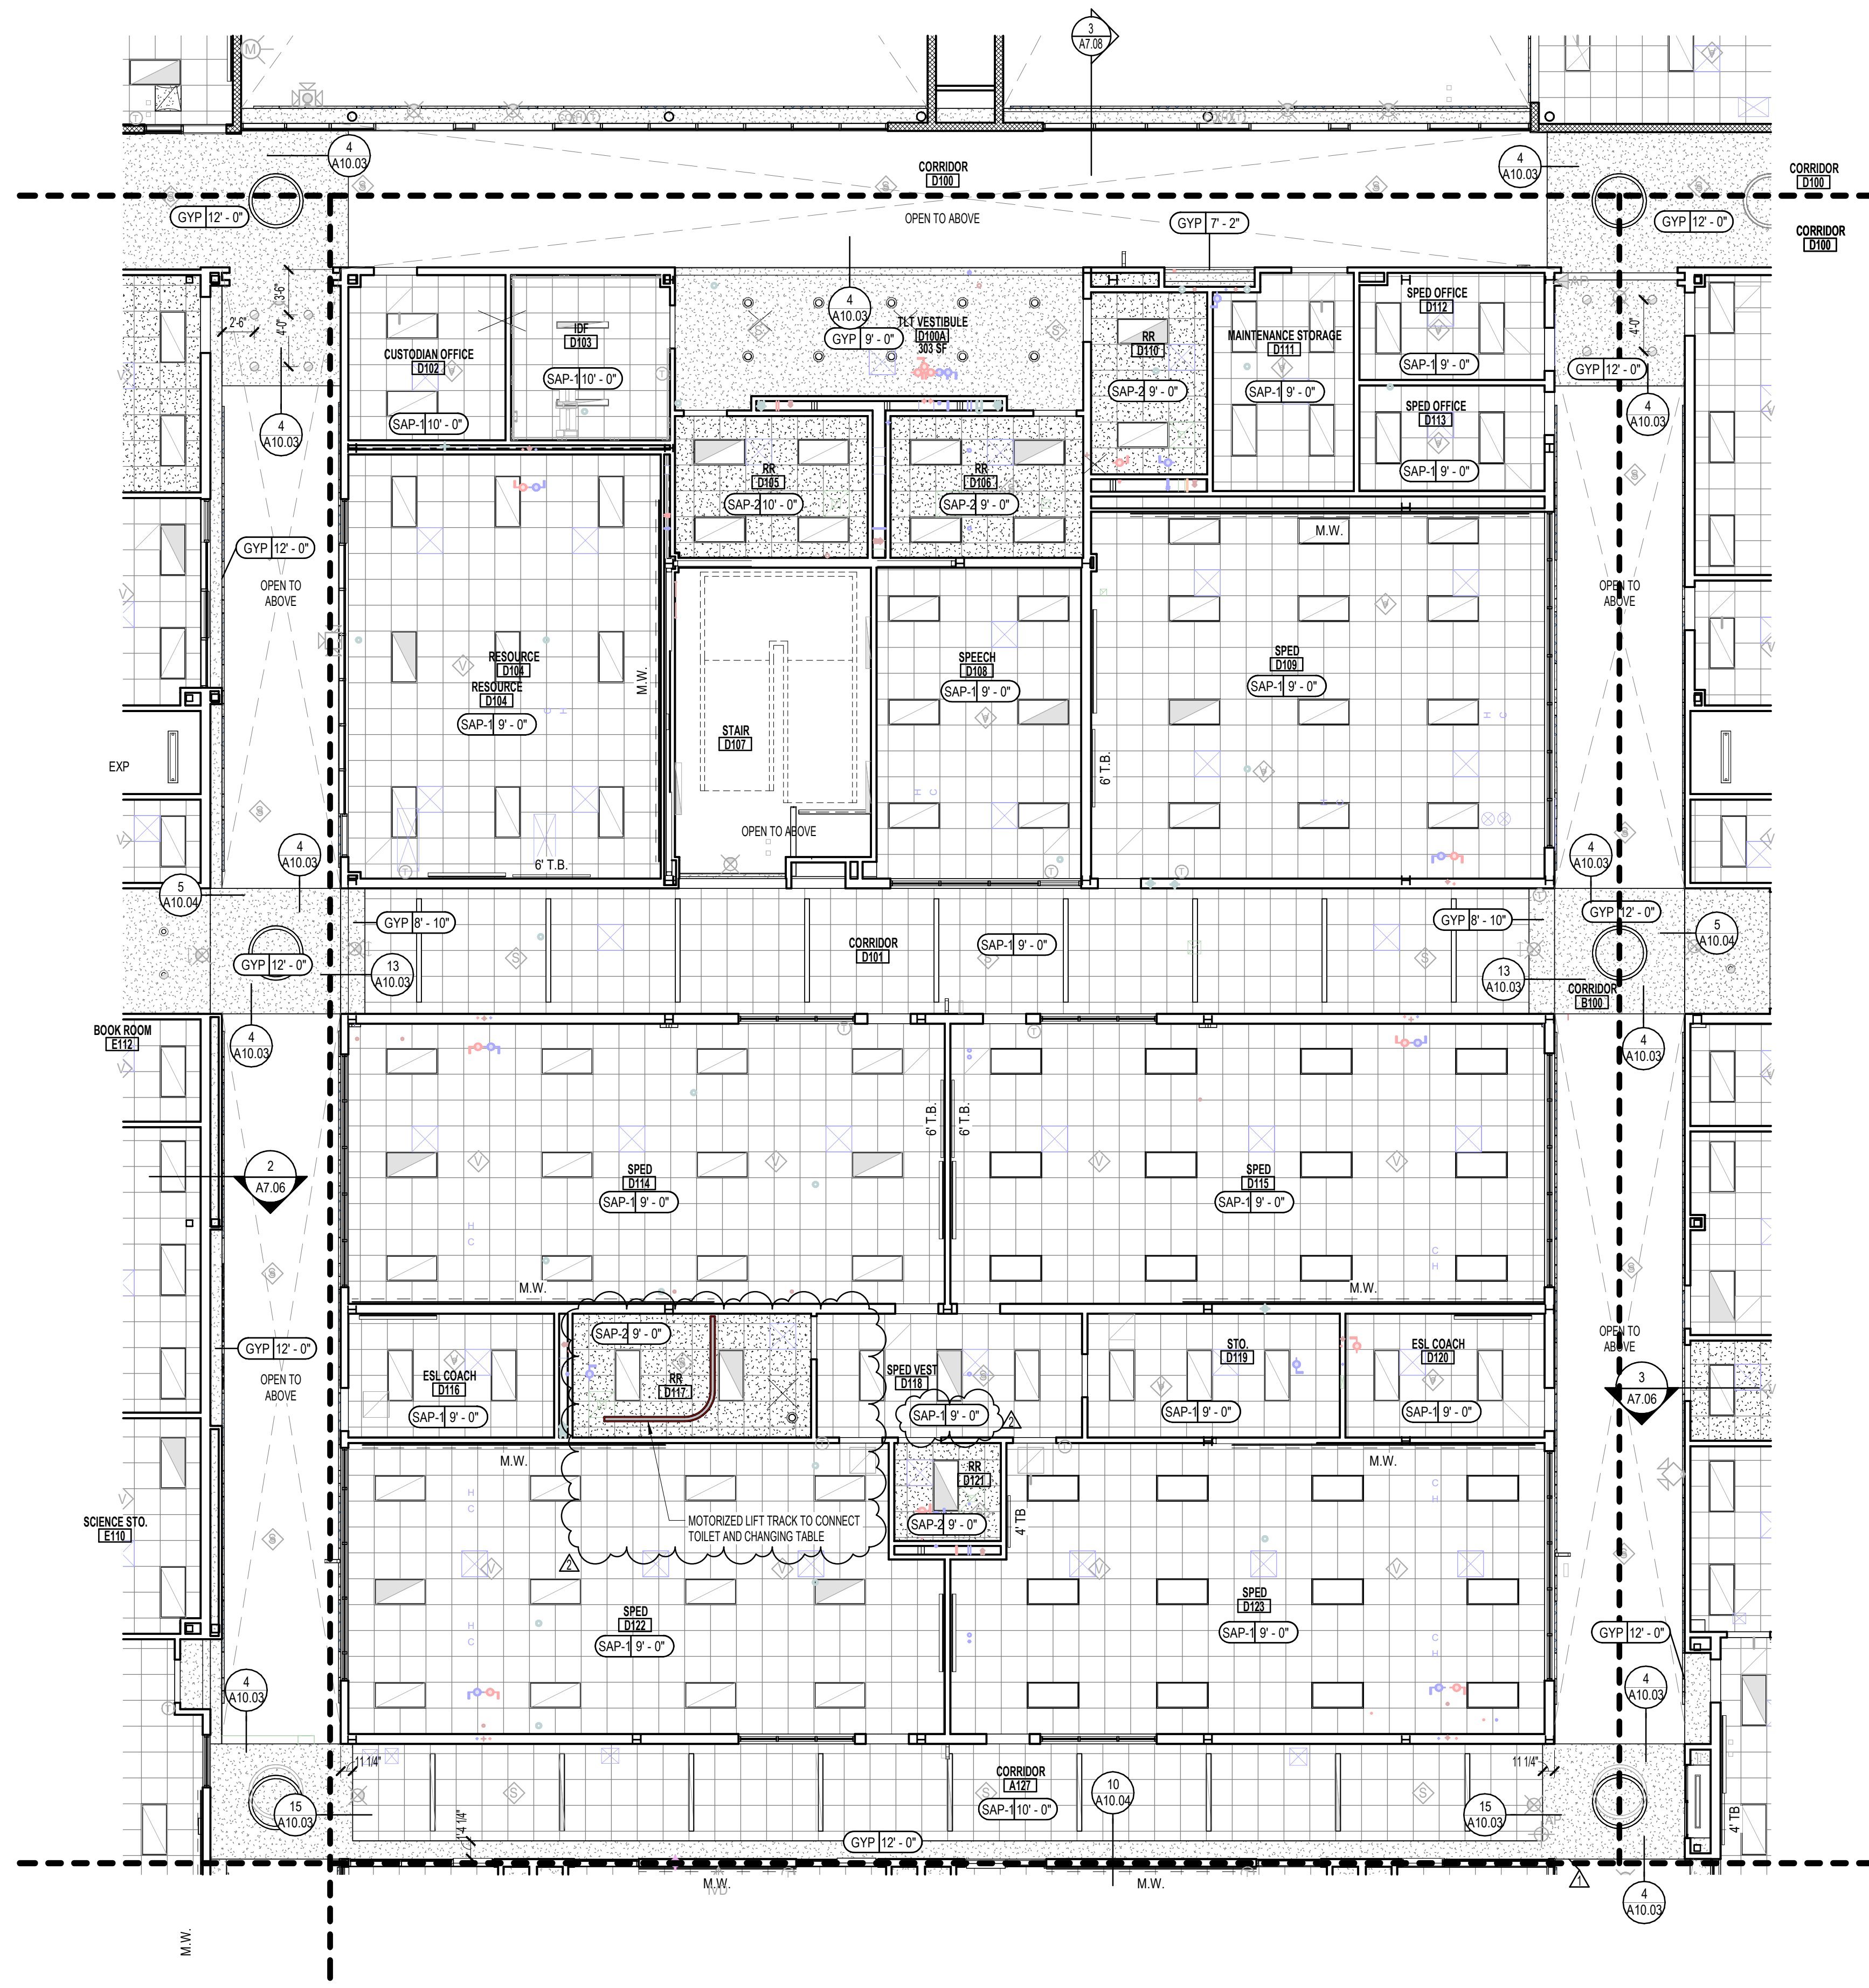 3
A7.08
M
4
A10.03
CORRIDOR
D100
4
A10.03
CORRIDOR
D100
GYP 12' - 0"
OPEN TO ABOVE
GYP 7' - 2"
GYP 12' - 0"
CORRIDOR
D100
3'-6"
2'-6"
4'-0"
4
A10.03
CUSTODIAN OFFICE
D102
SAP-1 10' - 0"
IDF
D103
SAP-1 10' - 0"
4
A10.03
TLT VESTIBULE
D100A
303 SF
GYP 9' - 0"
RR
D110
SAP-2 9' - 0"
MAINTENANCE STORAGE
D111
SAP-1 9' - 0"
SPED OFFICE
D112
SAP-1 9' - 0"
SPED OFFICE
D113
SAP-1 9' - 0"
4'-0"
GYP 12' - 0"
4
A10.03
RR
D105
SAP-2 10' - 0"
RR
D106
SAP-2 9' - 0"
GYP 12' - 0"
OPEN TO
ABOVE
M.W.
OPEN TO
ABOVE
RESOURCE
D104
RESOURCE
D104
SAP-1 9' - 0"
M.W.
6' T.B.
STAIR
D107
OPEN TO ABOVE
SPEECH
D108
SAP-1 9' - 0"
SPED
D109
SAP-1 9' - 0"
6' T.B.
EXP
4
A10.03
5
A10.04
GYP 8' - 10"
GYP 12' - 0"
13
A10.03
4
A10.03
CORRIDOR
D101
SAP-1 9' - 0"
GYP 8' - 10"
4
A10.03
GYP 12' - 0"
5
A10.04
13
A10.03
CORRIDOR
B100
4
A10.03
BOOK ROOM
E112
6' T.B.
6' T.B.
2
A7.06
SPED
D114
SAP-1 9' - 0"
SPED
D115
SAP-1 9' - 0"
M.W.
M.W.
GYP 12' - 0"
OPEN TO
ABOVE
ESL COACH
D116
SAP-1 9' - 0"
SAP-2 9' - 0"
RR
D117
SPED VEST
D118
SAP-1 9' - 0"
2
STO.
D119
SAP-1 9' - 0"
ESL COACH
D120
SAP-1 9' - 0"
OPEN TO
ABOVE
3
A7.06
M.W.
M.W.
RR
D121
SAP-2 9' - 0"
4' TB
MOTORIZED LIFT TRACK TO CONNECT
TOILET AND CHANGING TABLE
2
SCIENCE STO.
E110
SPED
D122
SAP-1 9' - 0"
SPED
D123
SAP-1 9' - 0"
GYP 12' - 0"
4
A10.03
4
A10.03
11 1/4"
15
A10.03
1'-4 1/4"
CORRIDOR
A127
SAP-1 10' - 0"
10
A10.04
11 1/4"
15
A10.03
4' TB
GYP 12' - 0"
M.W.
M.W.
1
4
A10.03
M.W.